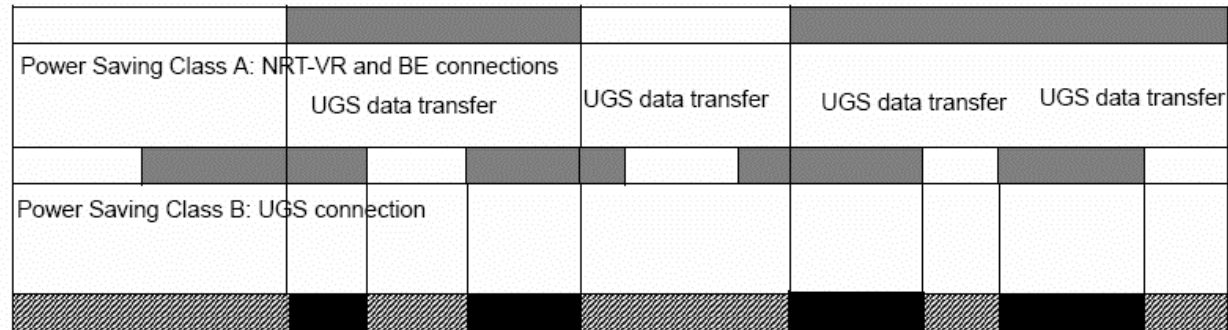 Power Saving Class A: NRT-VR and BE connections
UGS data transfer
UGS data transfer
UGS data transfer
UGS data transfer
Power Saving Class B: UGS connection